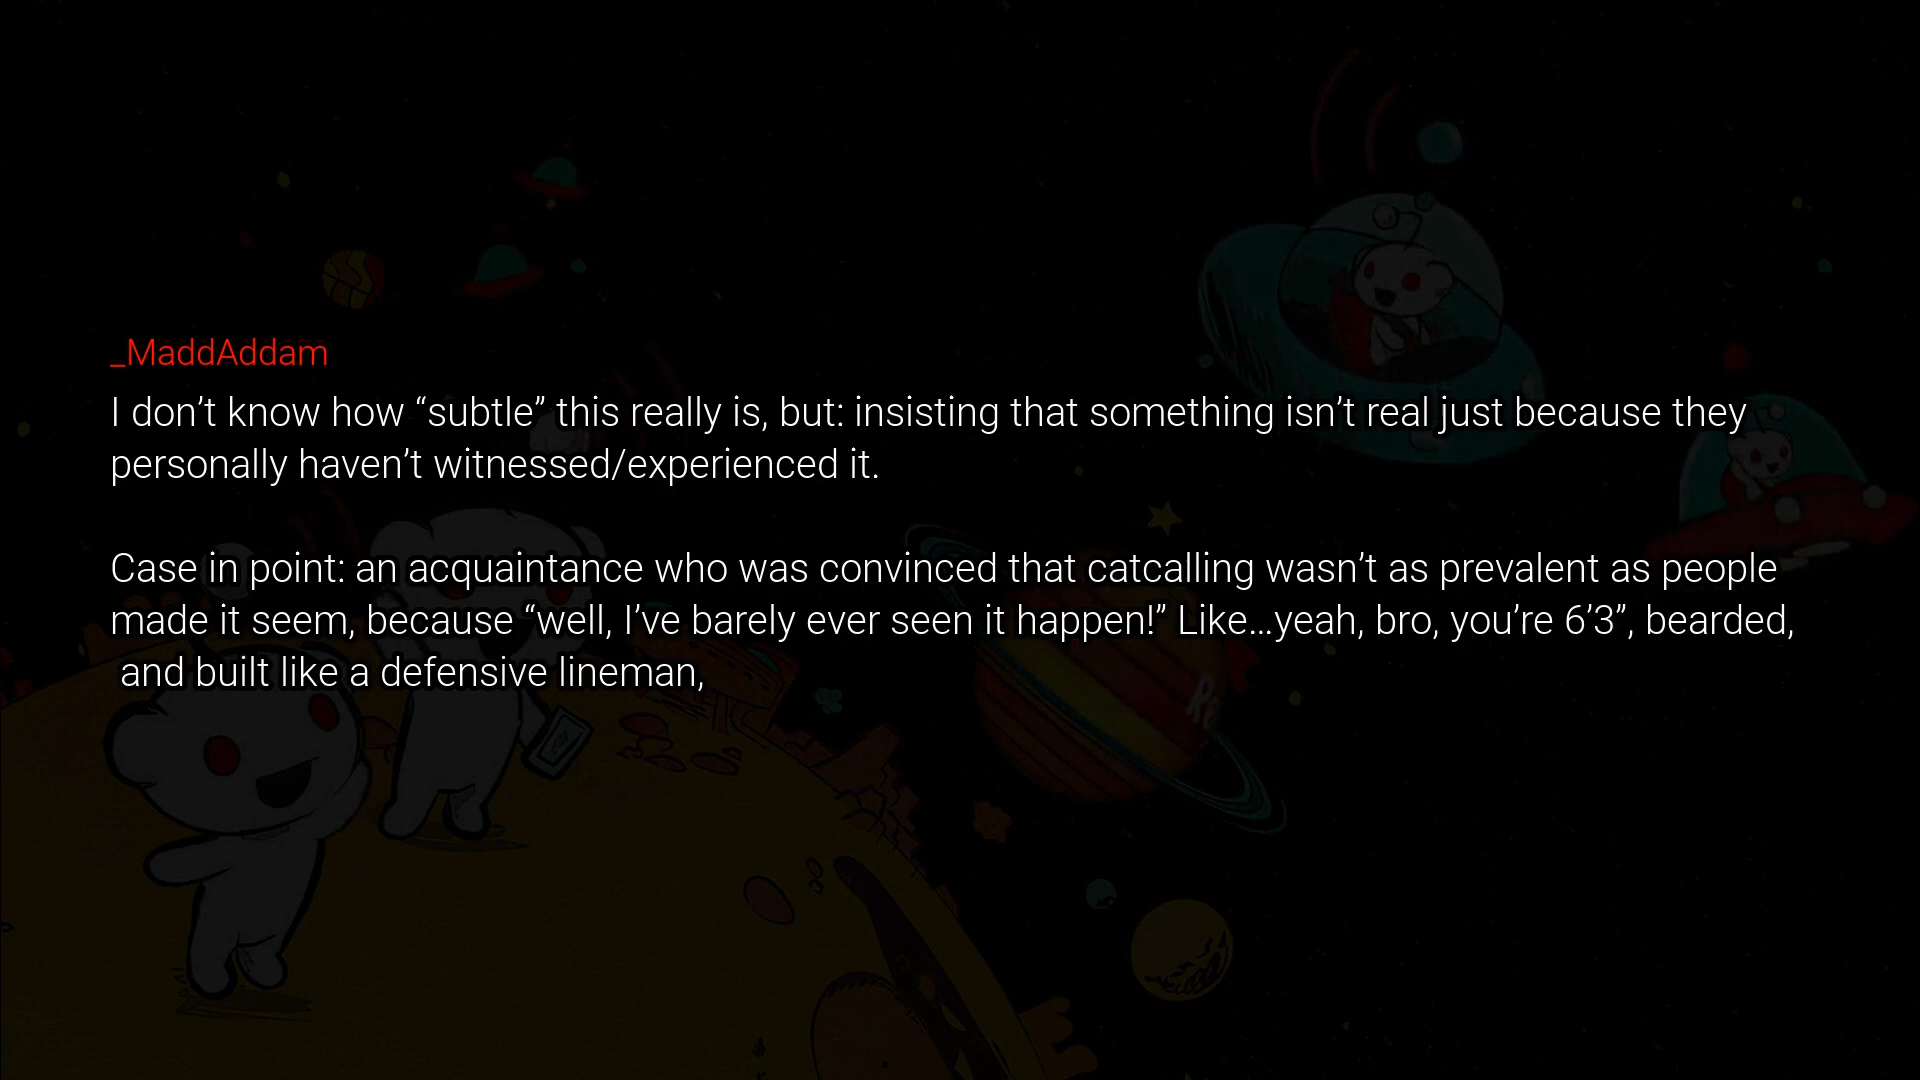 _MaddAddam
I don’t know how “subtle” this really is, but: insisting that something isn’t real just because they
personally haven’t witnessed/experienced it.
Case in point: an acquaintance who was convinced that catcalling wasn’t as prevalent as people
made it seem, because “well, I’ve barely ever seen it happen!” Like…yeah, bro, you’re 6’3”, bearded,
and built like a defensive lineman,